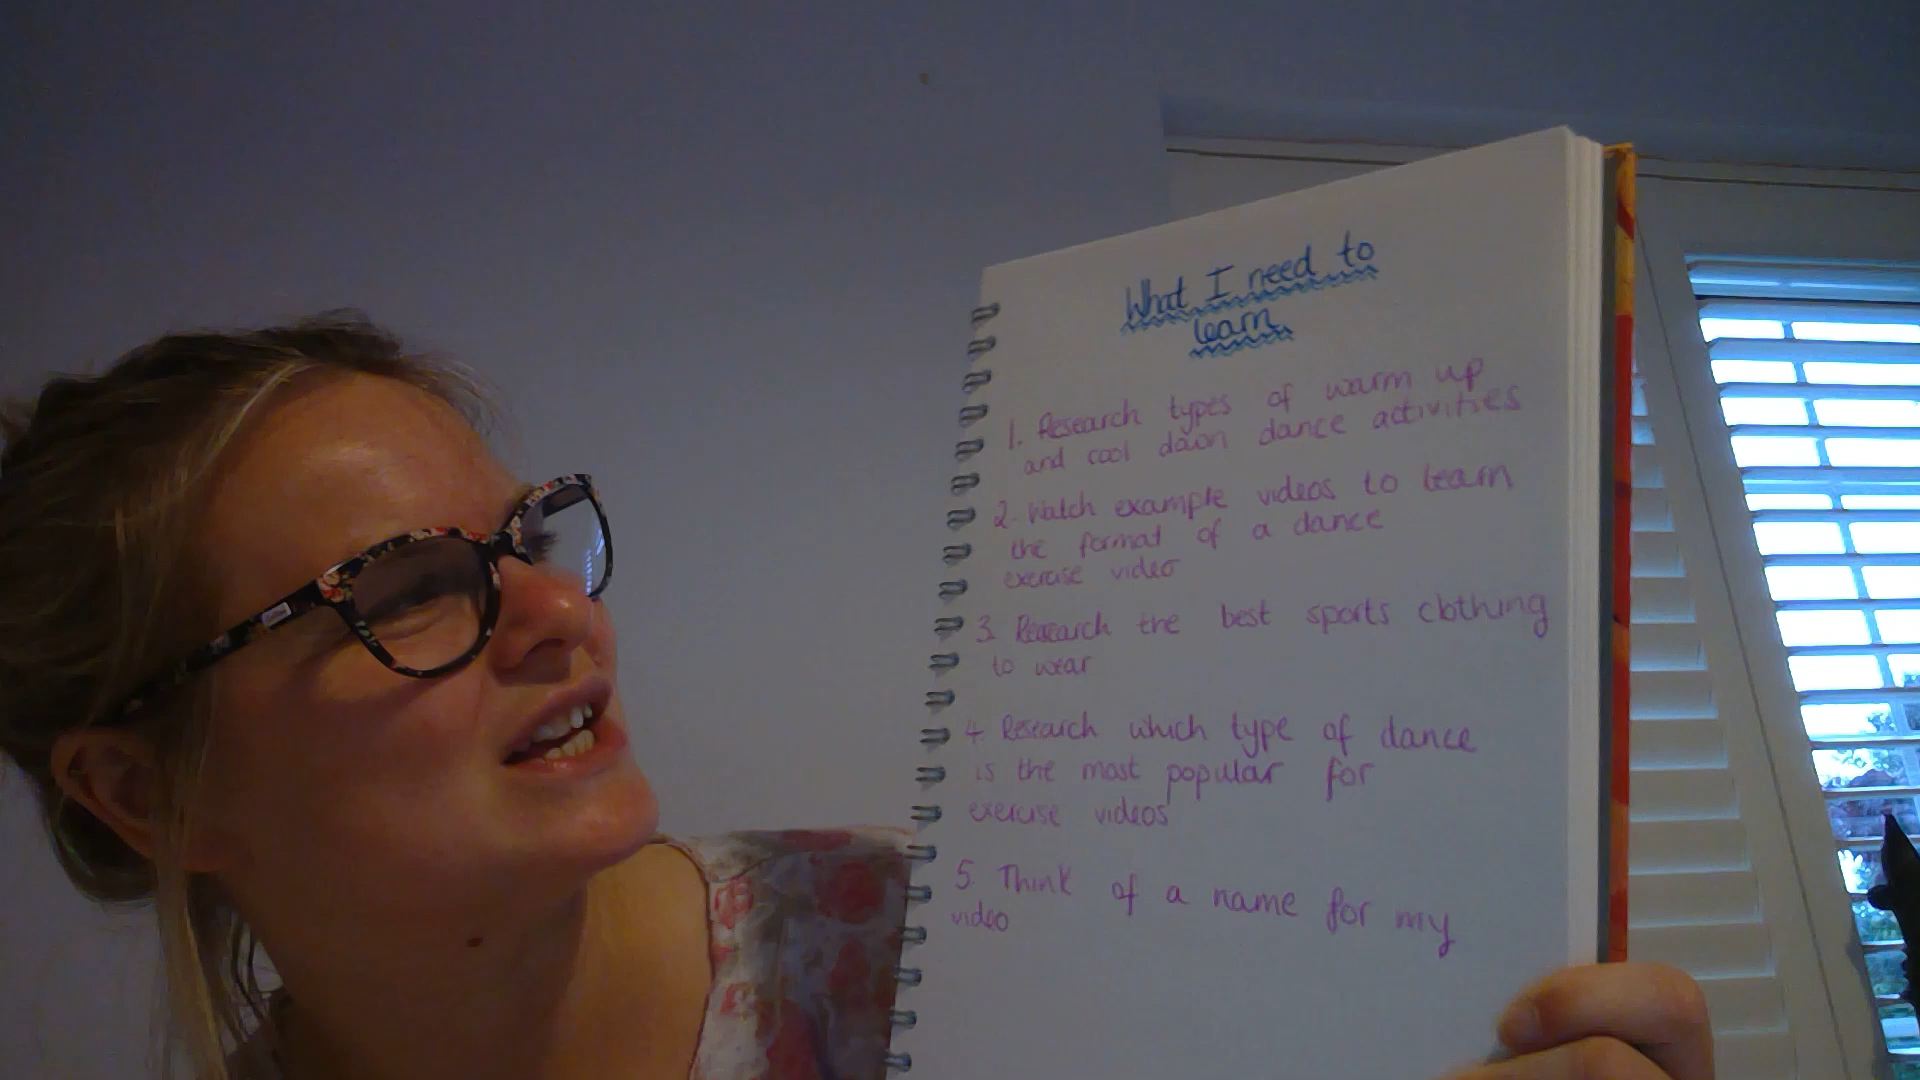 What I need to
learn
1. Research types of warm up
and cool down dance activities
2. Watch example videos to learn
the format of a dance
exercise video
3. Research the best sports clothing
to wear
4. Research which type of dance
is the most popular for
exercise videos
5. Think of a name for my
video